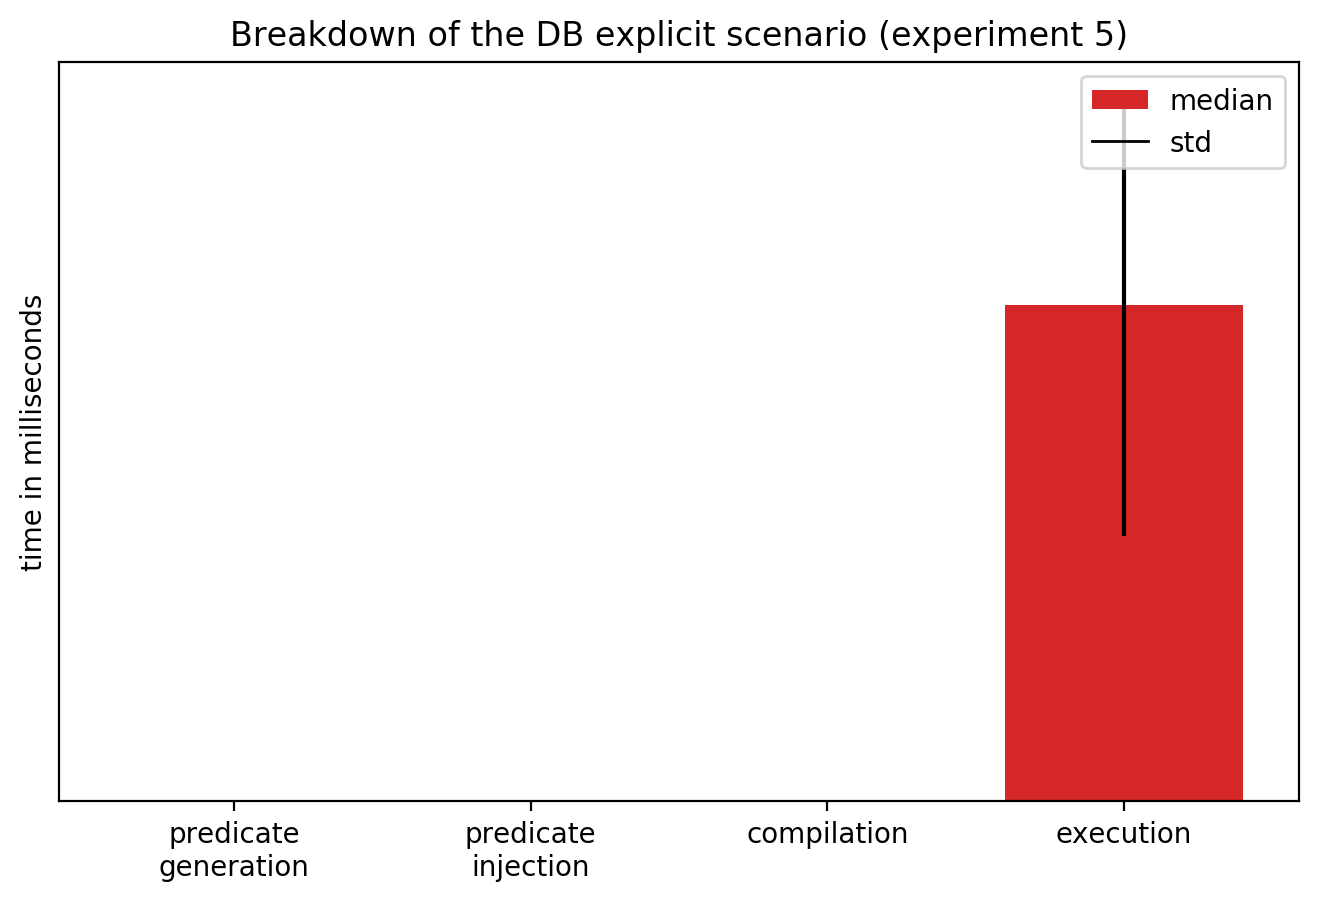 Breakdown of the DB explicit scenario (experiment 5)
median
std
time in milliseconds
predicate
generation
predicate
injection
compilation
execution